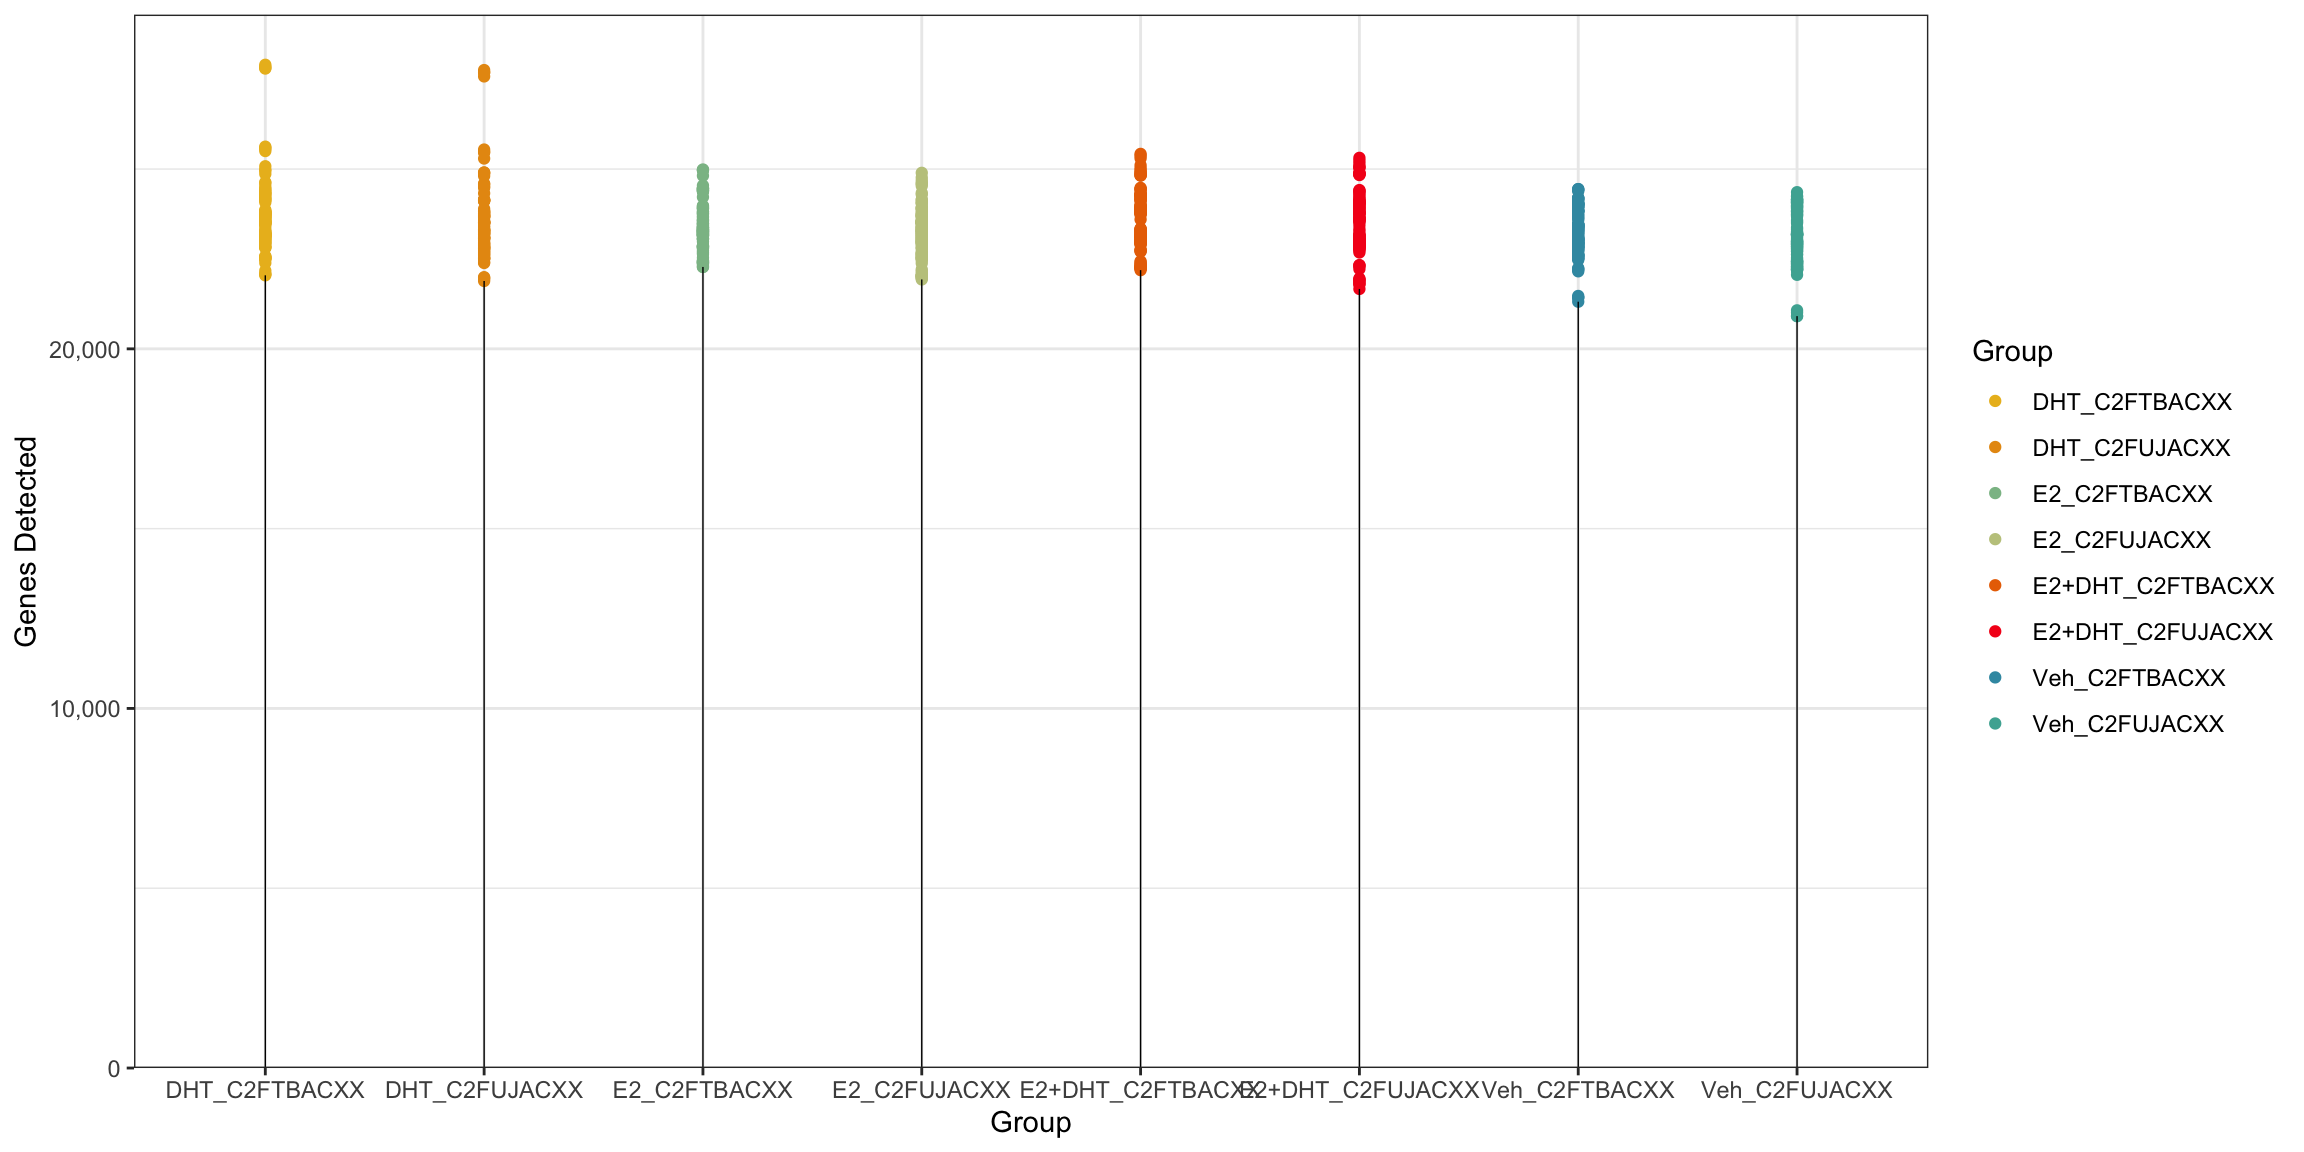 Genes Detected
20,000
10,000
0
DHT_C2FTBACXX DHT_C2FUJACXX E2_C2FTBACXX E2_C2FUJACXX E2+DHT_C2FTBACXX E2+DHT_C2FUJACXX Veh_C2FTBACXX Veh_C2FUJACXX
Group
Group
DHT_C2FTBACXX
DHT_C2FUJACXX
E2_C2FTBACXX
E2_C2FUJACXX
E2+DHT_C2FTBACXX
E2+DHT_C2FUJACXX
Veh_C2FTBACXX
Veh_C2FUJACXX